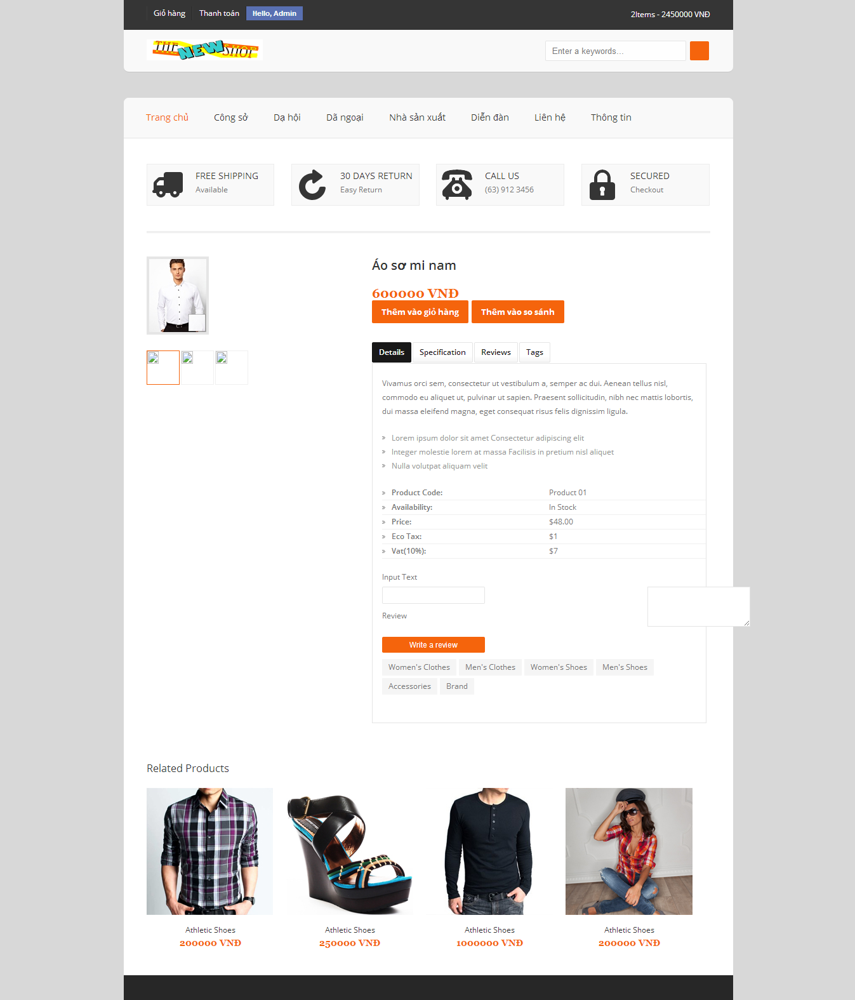 Giỏ hàng
Thanh toán
Hello, Admin
2Items - 2450000 VNĐ
THE NEW SHOP
Enter a keywords...
Trang chủ
Công sở
Dạ hội
Dã ngoại
Nhà sản xuất
Diễn đàn
Liên hệ
Thông tin
FREE SHIPPING
Available
30 DAYS RETURN
Easy Return
CALL US
(63) 912 3456
SECURED
Checkout
Áo sơ mi nam
600000 VNĐ
Thêm vào giỏ hàng
Thêm vào so sánh
Details
Specification
Reviews
Tags
Vivamus orci sem, consectetur ut vestibulum a, semper ac dui. Aenean tellus nisl,
commodo eu aliquet ut, pulvinar ut sapien. Praesent sollicitudin, nibh nec mattis lobortis,
dui massa eleifend magna, eget consequat risus felis dignissim ligula.
» Lorem ipsum dolor sit amet Consectetur adipiscing elit
» Integer molestie lorem at massa Facilisis in pretium nisl aliquet
» Nulla volutpat aliquam velit
» Product Code: Product 01
» Availability: In Stock
» Price: $48.00
» Eco Tax: $1
» Vat(10%): $7
Input Text
Review
Write a review
Women's Clothes
Men's Clothes
Women's Shoes
Men's Shoes
Accessories
Brand
Related Products
Athletic Shoes
200000 VNĐ
Athletic Shoes
250000 VNĐ
Athletic Shoes
1000000 VNĐ
Athletic Shoes
200000 VNĐ